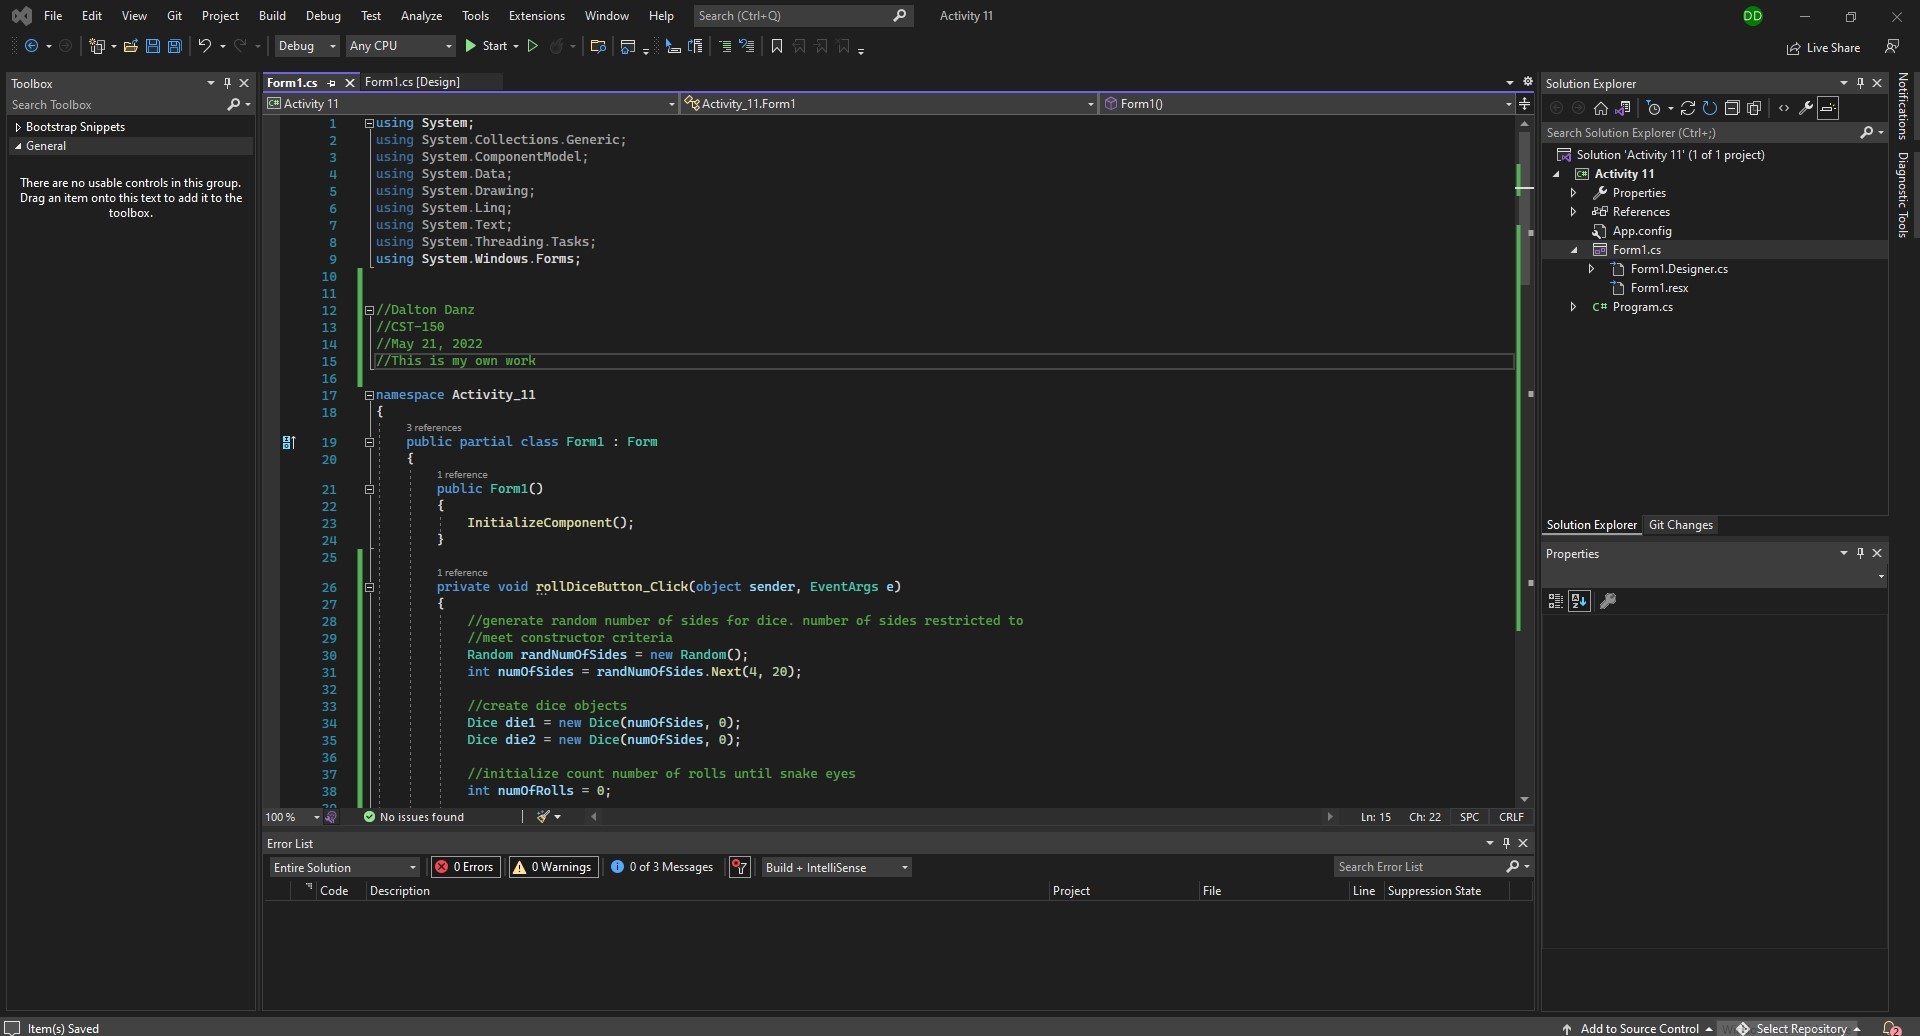 File Edit View Git Project Build Debug Test Analyze Tools Extensions Window Help Search (Ctrl+Q) Activity 11 DD
Debug Any CPU Start Live Share
Toolbox
Search Toolbox
Bootstrap Snippets
General
There are no usable controls in this group.
Drag an item onto this text to add it to the
toolbox.
Form1.cs Form1.cs [Design]
Activity 11 Activity_11.Form1 Form1()
1 using System;
2 using System.Collections.Generic;
3 using System.ComponentModel;
4 using System.Data;
5 using System.Drawing;
6 using System.Linq;
7 using System.Text;
8 using System.Threading.Tasks;
9 using System.Windows.Forms;
10
11
12 //Dalton Danz
13 //CST-150
14 //May 21, 2022
15 //This is my own work
16
17 namespace Activity_11
18 {
3 references
19 public partial class Form1 : Form
20 {
1 reference
21 public Form1()
22 {
23 InitializeComponent();
24 }
25
1 reference
26 private void rollDiceButton_Click(object sender, EventArgs e)
27 {
28 //generate random number of sides for dice. number of sides restricted to
29 //meet constructor criteria
30 Random randNumOfSides = new Random();
31 int numOfSides = randNumOfSides.Next(4, 20);
32
33 //create dice objects
34 Dice die1 = new Dice(numOfSides, 0);
35 Dice die2 = new Dice(numOfSides, 0);
36
37 //initialize count number of rolls until snake eyes
38 int numOfRolls = 0;
100 % No issues found Ln: 15 Ch: 22 SPC CRLF
Error List
Entire Solution 0 Errors 0 Warnings 0 of 3 Messages Build + IntelliSense Search Error List
Code Description Project File Line Suppression State
Solution Explorer
Search Solution Explorer (Ctrl+;)
Solution 'Activity 11' (1 of 1 project)
C# Activity 11
Properties
References
App.config
Form1.cs
Form1.Designer.cs
Form1.resx
C# Program.cs
Solution Explorer Git Changes
Properties
Notifications
Diagnostic Tools
Item(s) Saved Add to Source Control Select Repository 2